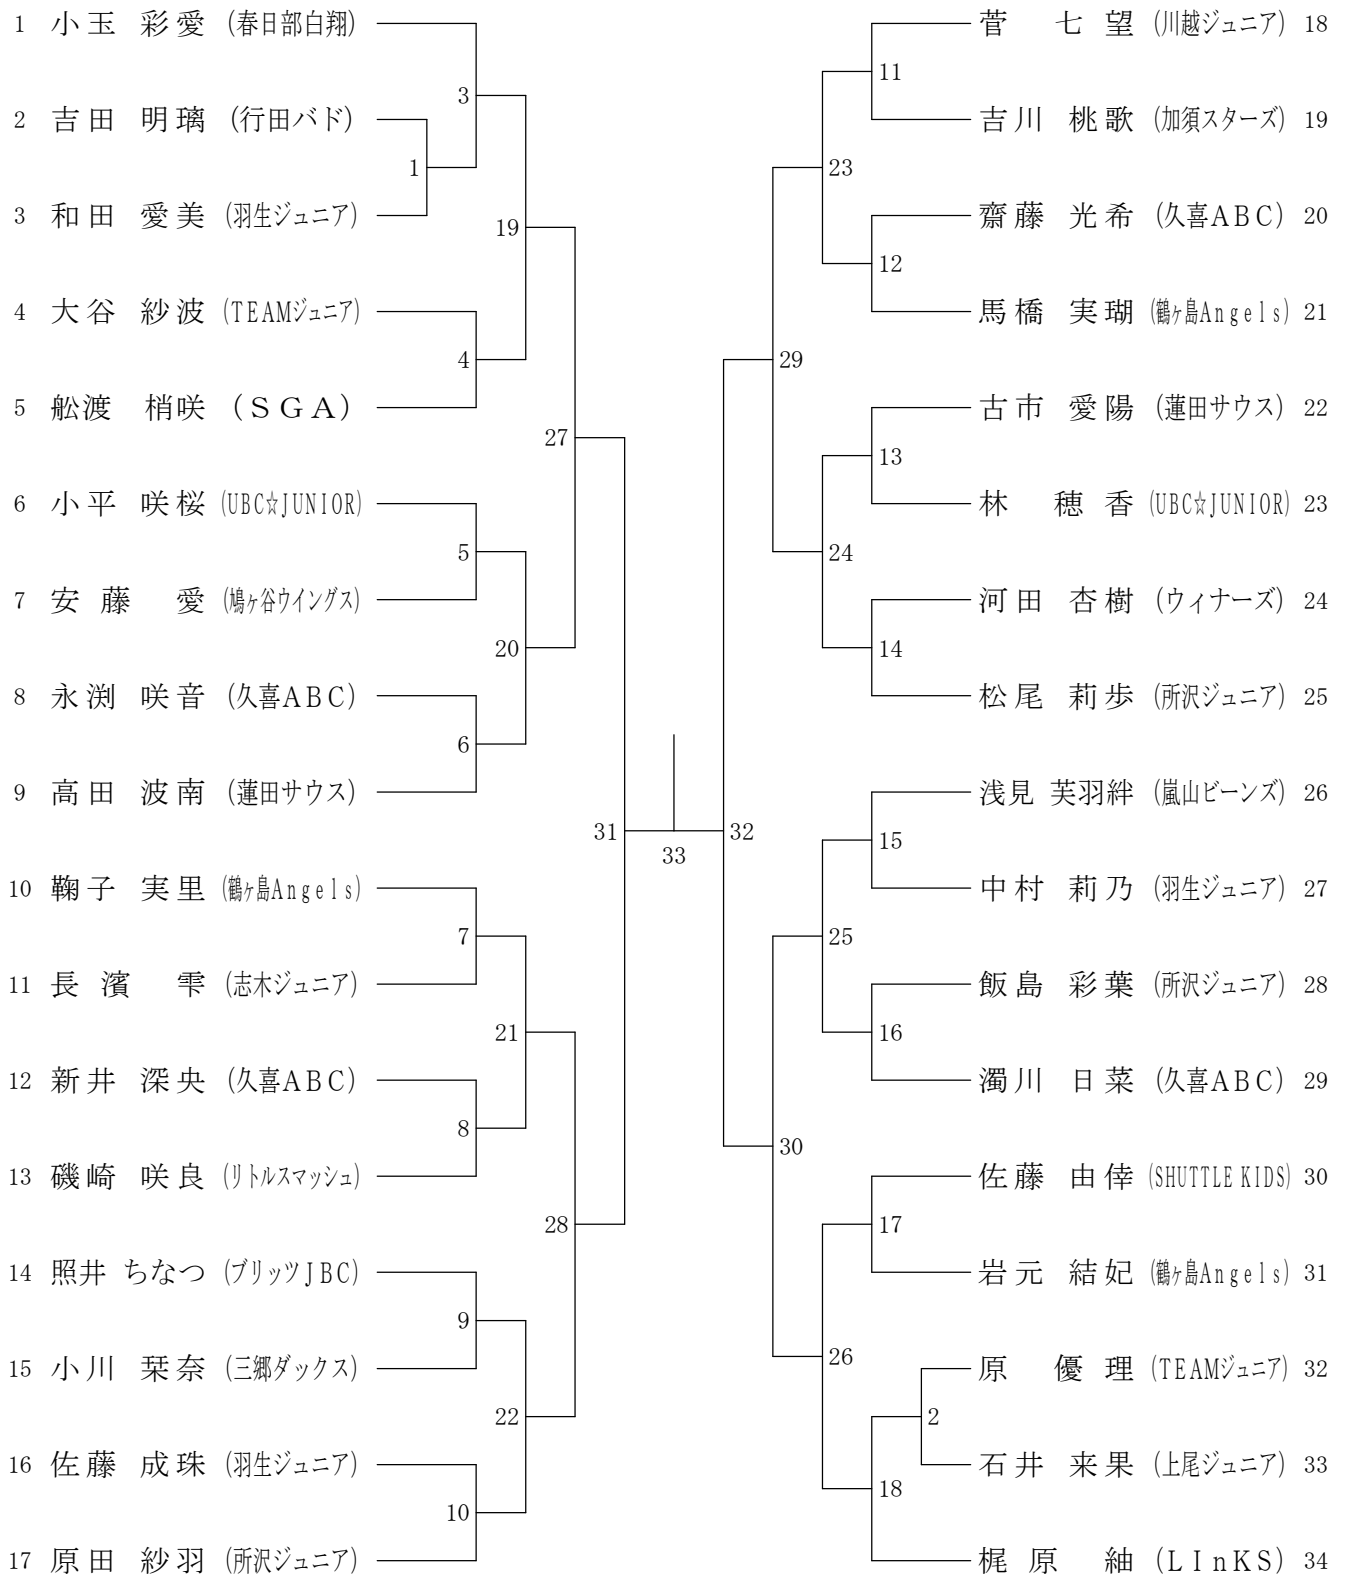 1 小玉 彩愛 (春日部白翔)
2 吉田 明璃 (行田バド)
3 和田 愛美 (羽生ジュニア)
4 大谷 紗波 (TEAMジュニア)
5 舩渡 梢咲 (SGA)
6 小平 咲桜 (UBC☆JUNIOR)
7 安藤 愛 (鳩ヶ谷ウイングス)
8 永渕 咲音 (久喜ABC)
9 高田 波南 (蓮田サウス)
10 鞠子 実里 (鶴ヶ島Angels)
11 長濱 雫 (志木ジュニア)
12 新井 深央 (久喜ABC)
13 磯崎 咲良 (リトルスマッシュ)
14 照井 ちなつ (ブリッツJBC)
15 小川 栞奈 (三郷ダックス)
16 佐藤 成珠 (羽生ジュニア)
17 原田 紗羽 (所沢ジュニア)
1
3
4
5
6
7
8
9
10
19
20
21
22
27
28
31
33
32
29
30
23
24
25
26
11
12
13
14
15
16
17
18
2
菅 七望 (川越ジュニア) 18
吉川 桃歌 (加須スターズ) 19
齋藤 光希 (久喜ABC) 20
馬橋 実瑚 (鶴ヶ島Angels) 21
古市 愛陽 (蓮田サウス) 22
林 穂香 (UBC☆JUNIOR) 23
河田 杏樹 (ウィナーズ) 24
松尾 莉歩 (所沢ジュニア) 25
浅見 芙羽絆 (嵐山ビーンズ) 26
中村 莉乃 (羽生ジュニア) 27
飯島 彩葉 (所沢ジュニア) 28
濁川 日菜 (久喜ABC) 29
佐藤 由倖 (SHUTTLE KIDS) 30
岩元 結妃 (鶴ヶ島Angels) 31
原 優理 (TEAMジュニア) 32
石井 来果 (上尾ジュニア) 33
梶原 紬 (LInKS) 34